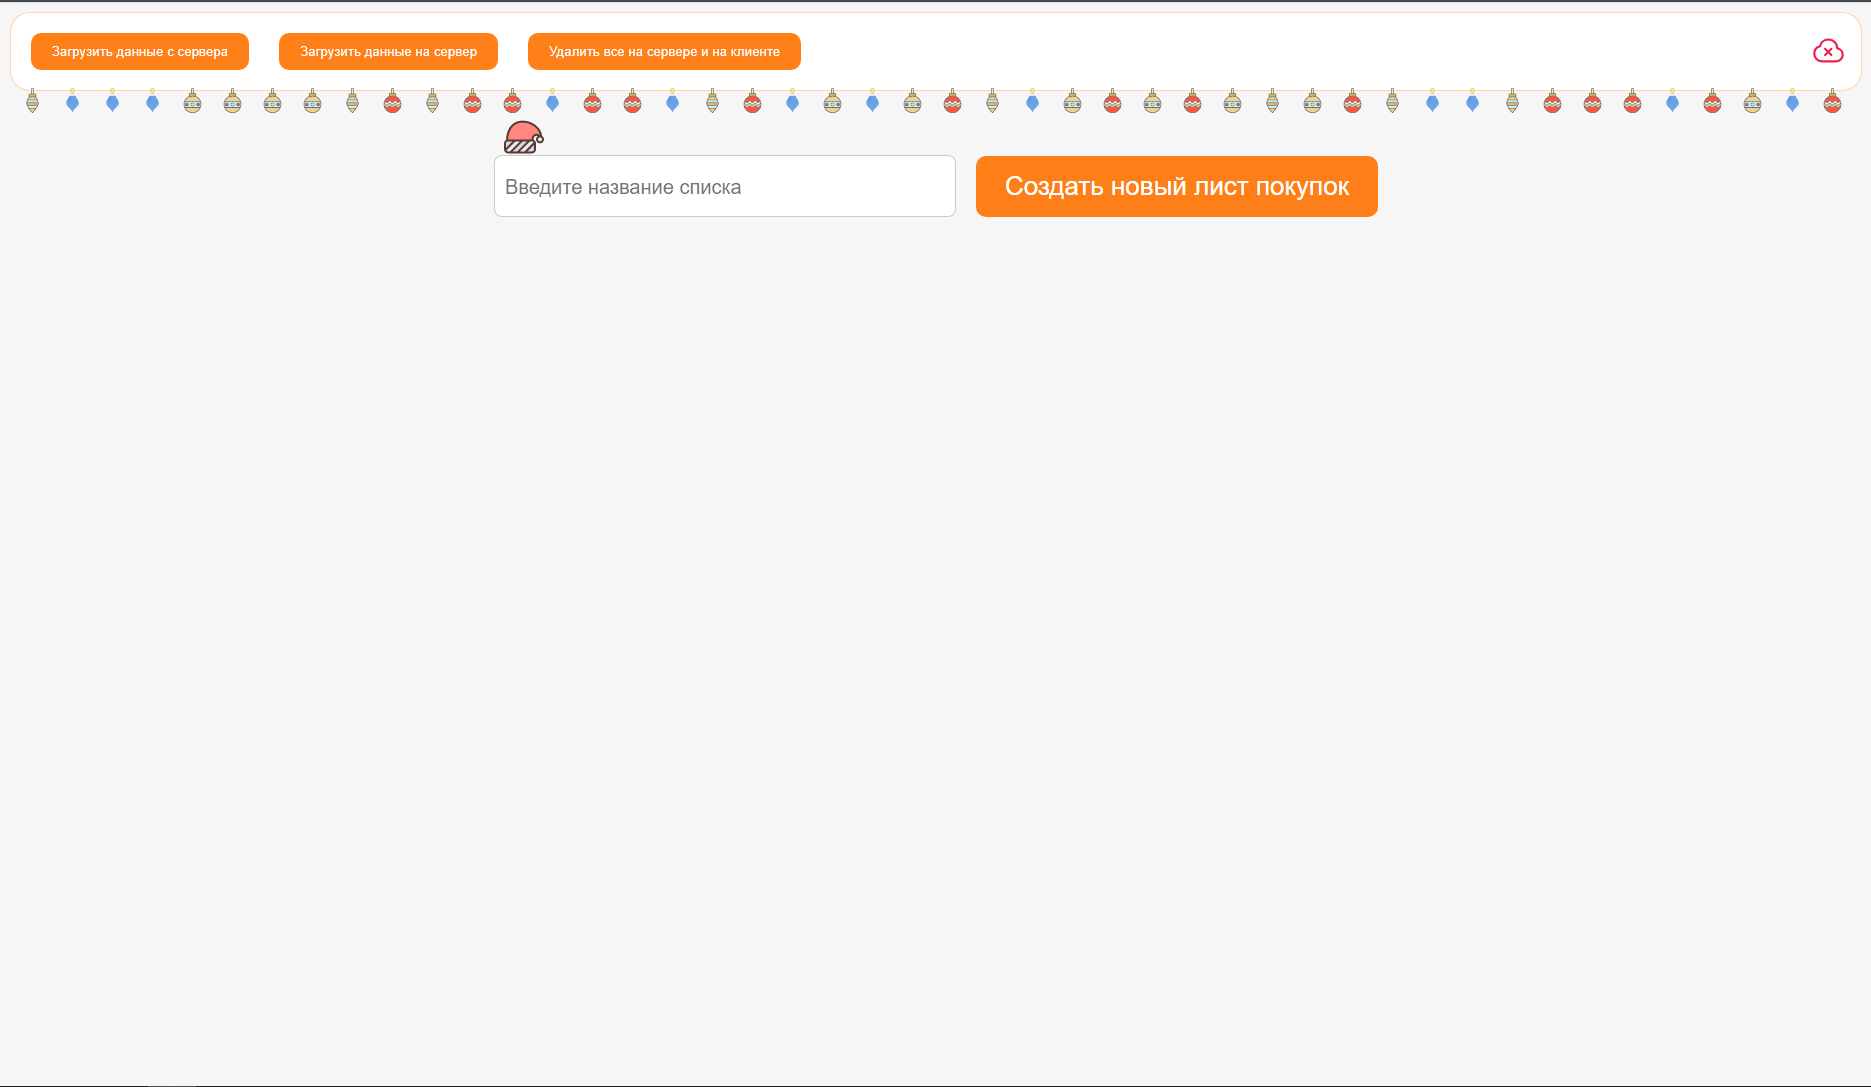 Загрузить данные с сервера
Загрузить данные на сервер
Удалить все на сервере и на клиенте
Введите название списка
Создать новый лист покупок